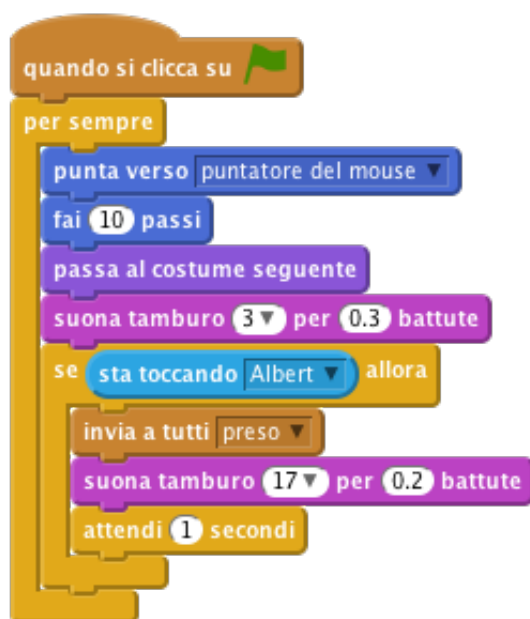 quando si clicca su
per sempre
punta verso puntatore del mouse
fai 10 passi
passa al costume seguente
suona tamburo 3 per 0.3 battute
se sta toccando Albert allora
invia a tutti preso
suona tamburo 17 per 0.2 battute
attendi 1 secondi